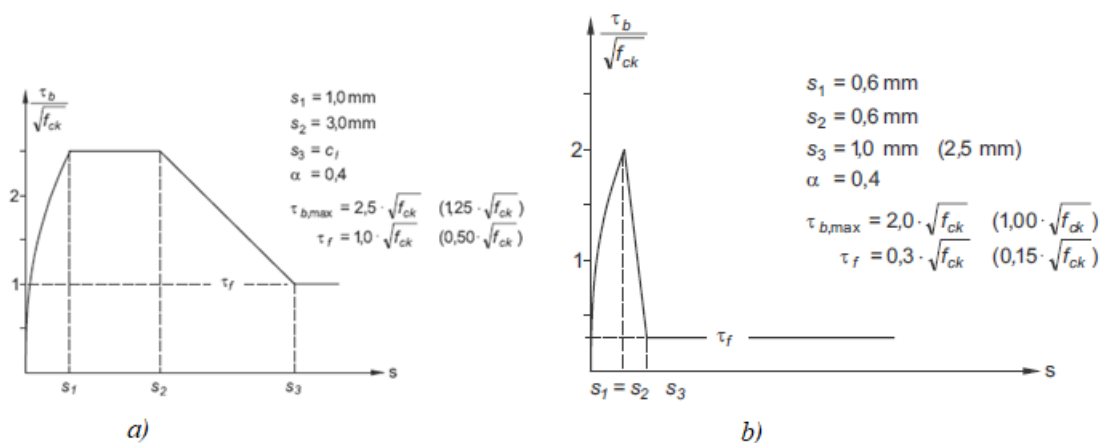 τb
√fck
2
1
τf
s1
s2
s3
s
s1 = 1,0 mm
s2 = 3,0 mm
s3 = cl
α = 0,4
τb,max = 2,5 · √fck (1,25 · √fck)
τf = 1,0 · √fck (0,50 · √fck)
a)
τb
√fck
2
1
τf
s1 = s2
s3
s
s1 = 0,6 mm
s2 = 0,6 mm
s3 = 1,0 mm (2,5 mm)
α = 0,4
τb,max = 2,0 · √fck (1,00 · √fck)
τf = 0,3 · √fck (0,15 · √fck)
b)